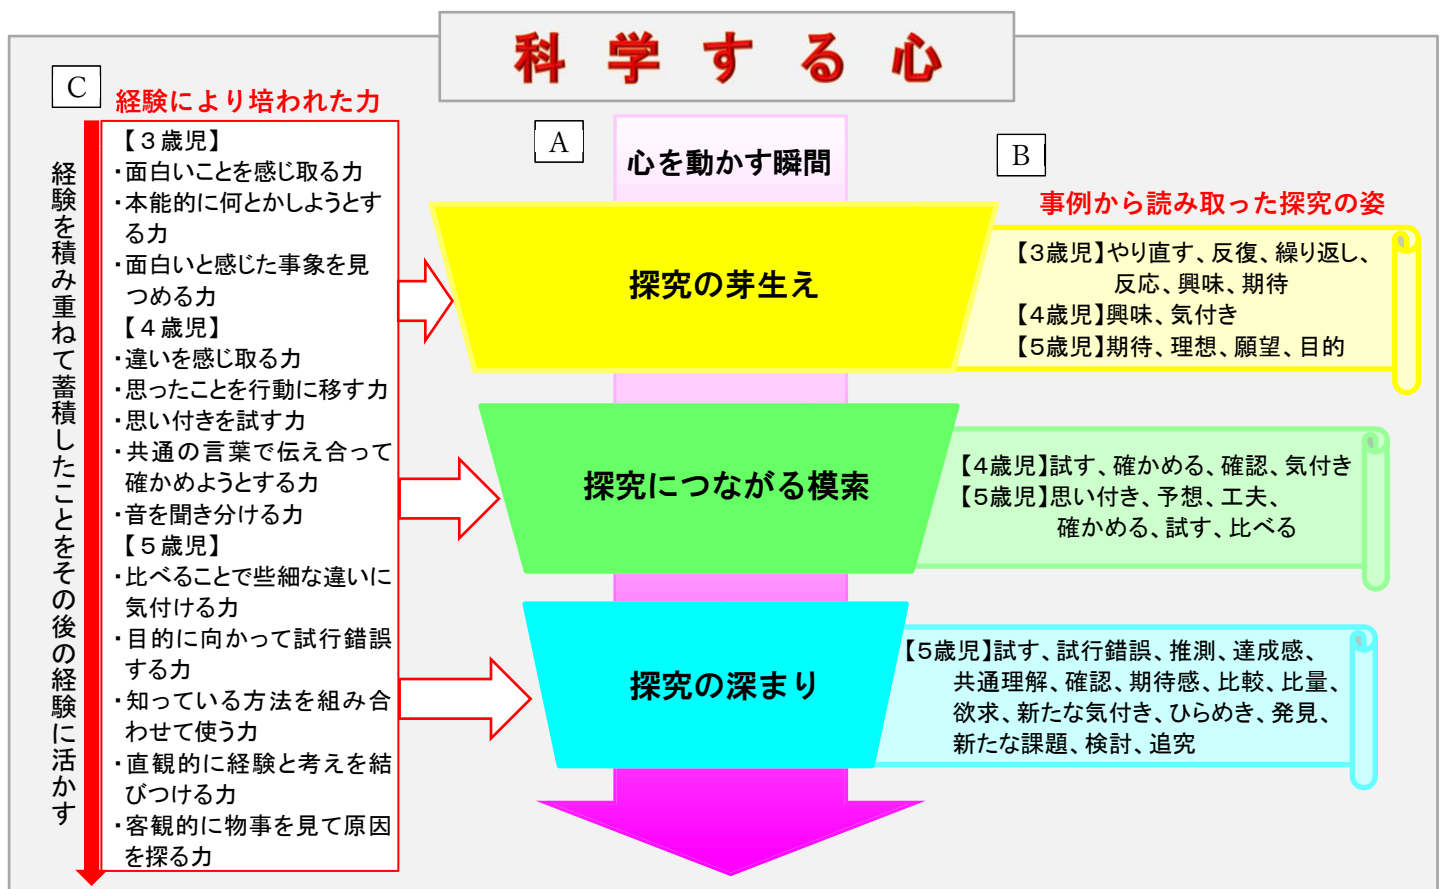 科学する心
C
経験により培われた力
経験を積み重ねて蓄積したことをその後の経験に活かす
【３歳児】
・面白いことを感じ取る力
・本能的に何とかしようとす
る力
・面白いと感じた事象を見
つめる力
【４歳児】
・違いを感じ取る力
・思ったことを行動に移す力
・思い付きを試す力
・共通の言葉で伝え合って
確かめようとする力
・音を聞き分ける力
【５歳児】
・比べることで些細な違いに
気付ける力
・目的に向かって試行錯誤
する力
・知っている方法を組み合
わせて使う力
・直観的に経験と考えを結
びつける力
・客観的に物事を見て原因
を探る力
A
心を動かす瞬間
探究の芽生え
探究につながる模索
探究の深まり
B
事例から読み取った探究の姿
【３歳児】やり直す、反復、繰り返し、
反応、興味、期待
【４歳児】興味、気付き
【５歳児】期待、理想、願望、目的
【４歳児】試す、確かめる、確認、気付き
【５歳児】思い付き、予想、工夫、
確かめる、試す、比べる
【５歳児】試す、試行錯誤、推測、達成感、
共通理解、確認、期待感、比較、比量、
欲求、新たな気付き、ひらめき、発見、
新たな課題、検討、追究